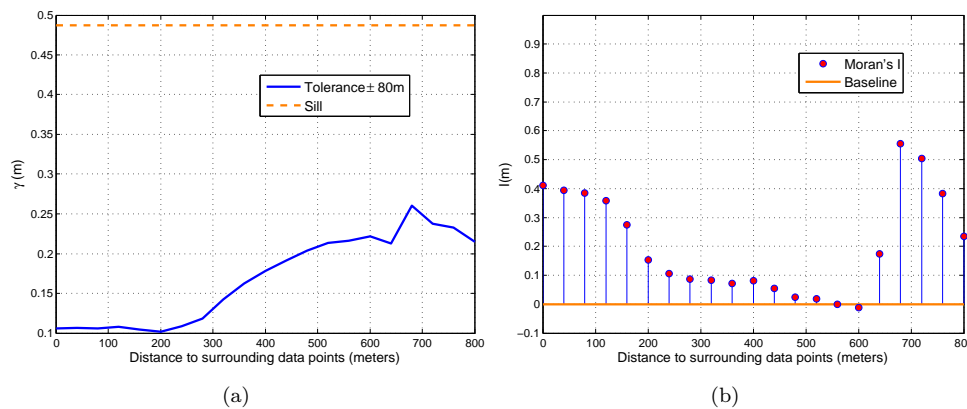 0.5
0.45
0.4
0.35
0.3
0.25
0.2
0.15
0.1
γ (m)
0 100 200 300 400 500 600 700 800
Distance to surrounding data points (meters)
Tolerance± 80m
Sill
(a)
0.9
0.8
0.7
0.6
0.5
0.4
0.3
0.2
0.1
0
−0.1
I(m)
0 100 200 300 400 500 600 700 800
Distance to surrounding data points (meters)
Moran's I
Baseline
(b)